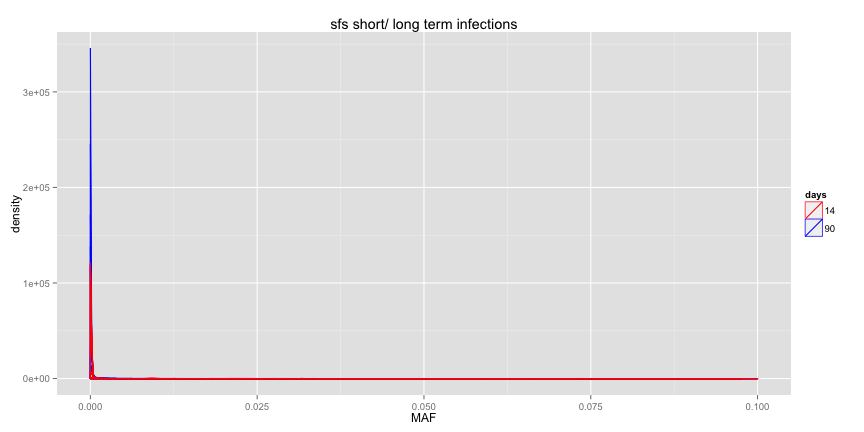 sfs short/ long term infections
3e+05
2e+05
1e+05
0e+00
density
0.000 0.025 0.050 0.075 0.100
MAF
days
14
90